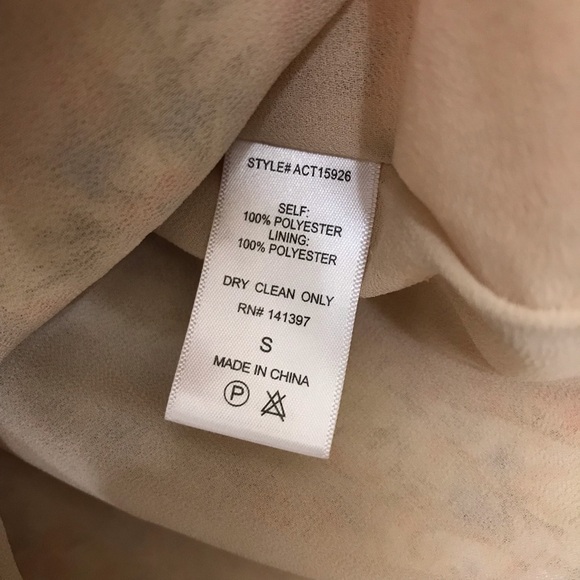 STYLE# ACT15926
SELF:
100% POLYESTER
LINING:
100% POLYESTER
DRY CLEAN ONLY
RN# 141397
S
MADE IN CHINA
P